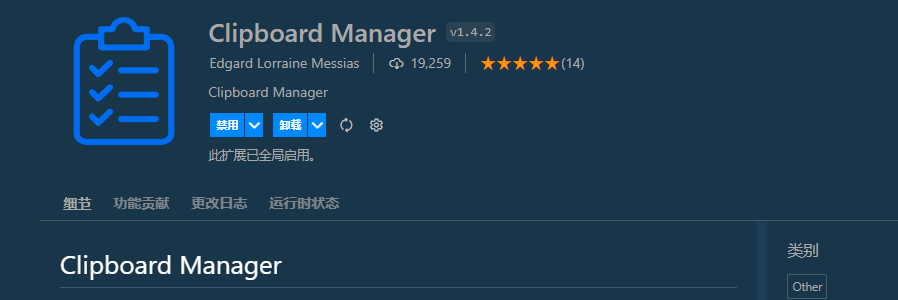 Clipboard Manager v1.4.2
Edgard Lorraine Messias 19,259 (14)
Clipboard Manager
禁用 卸载
此扩展已全局启用。
细节 功能贡献 更改日志 运行时状态
Clipboard Manager
类别
Other